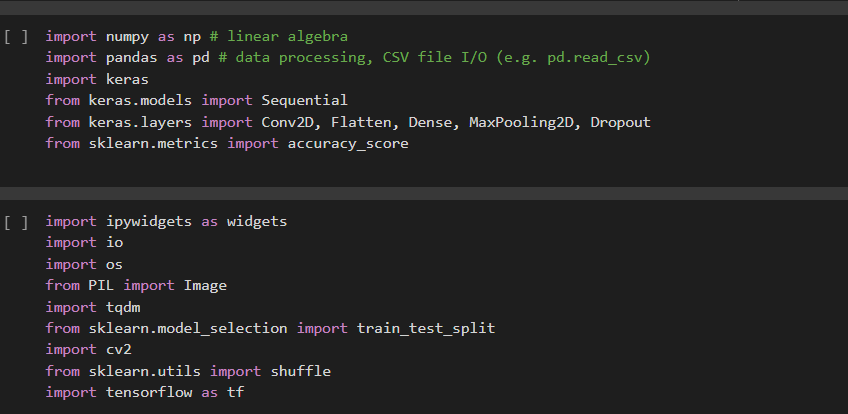 [ ] import numpy as np # linear algebra
import pandas as pd # data processing, CSV file I/O (e.g. pd.read_csv)
import keras
from keras.models import Sequential
from keras.layers import Conv2D, Flatten, Dense, MaxPooling2D, Dropout
from sklearn.metrics import accuracy_score
[ ] import ipywidgets as widgets
import io
import os
from PIL import Image
import tqdm
from sklearn.model_selection import train_test_split
import cv2
from sklearn.utils import shuffle
import tensorflow as tf